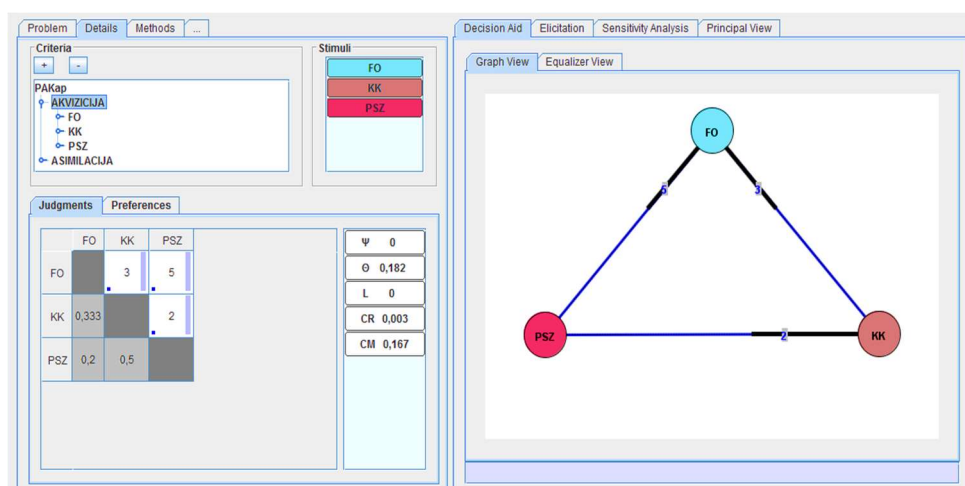 Problem Details Methods ...
Criteria
+ -
PAKap
AKVIZICIJA
FO
KK
PSZ
ASIMILACIJA
Stimuli
FO
KK
PSZ
Judgments Preferences
FO KK PSZ
FO 3 5
KK 0,333 2
PSZ 0,2 0,5
Ψ 0
Θ 0,182
L 0
CR 0,003
CM 0,167
Decision Aid Elicitation Sensitivity Analysis Principal View
Graph View Equalizer View
FO
5 3
PSZ 2 KK